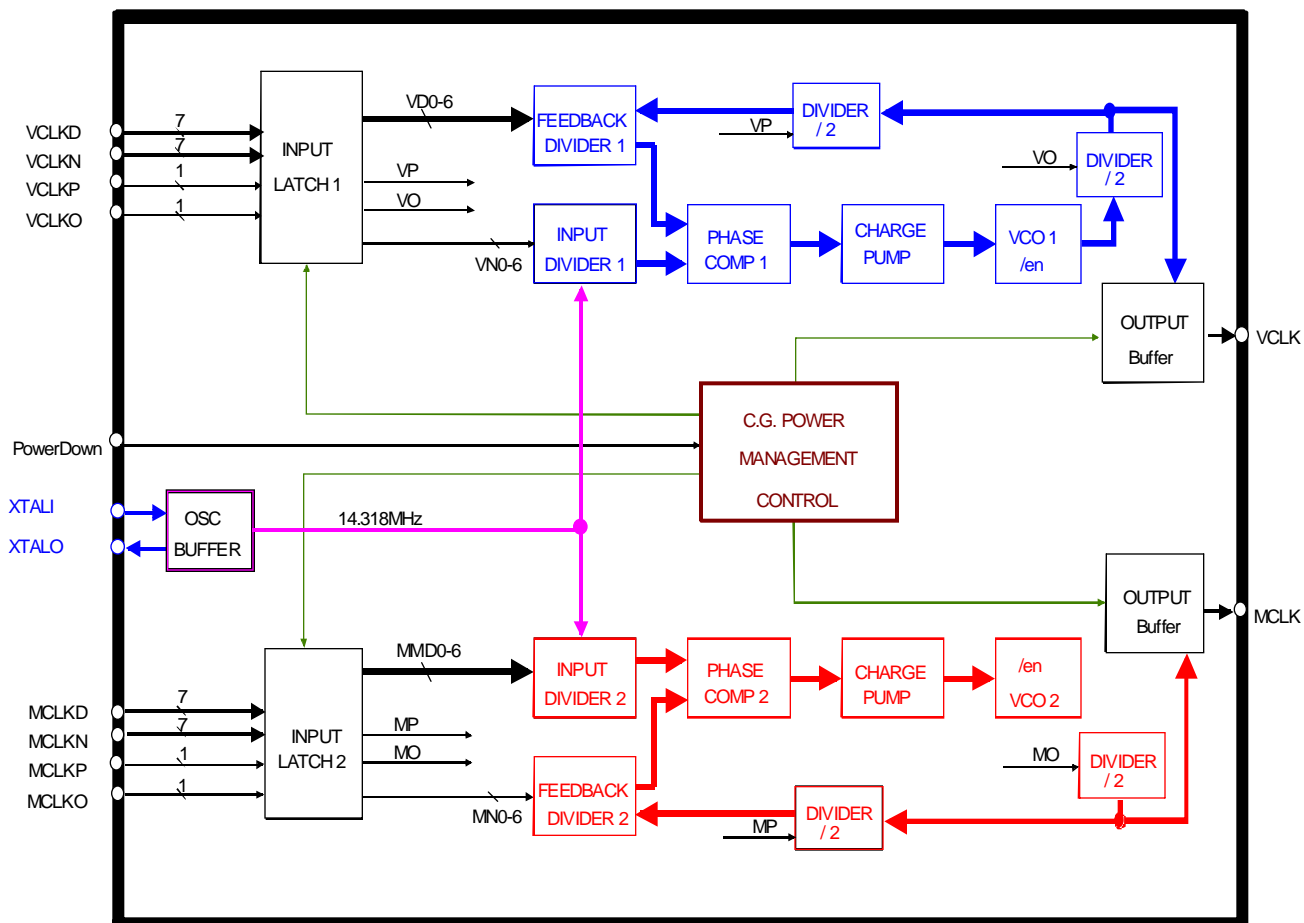 VCLKD
VCLKN
VCLKP
VCLKO
7
7
1
1
INPUT
LATCH 1
VD0-6
VP
VO
VN0-6
FEEDBACK
DIVIDER 1
INPUT
DIVIDER 1
PHASE
COMP 1
CHARGE
PUMP
VCO 1
/en
DIVIDER
/ 2
VP
DIVIDER
/ 2
VO
OUTPUT
Buffer
VCLK
PowerDown
C.G. POWER
MANAGEMENT
CONTROL
XTALI
XTALO
OSC
BUFFER
14.318MHz
OUTPUT
Buffer
MCLK
MCLKD
MCLKN
MCLKP
MCLKO
7
7
1
1
INPUT
LATCH 2
MMD0-6
MP
MO
MN0-6
INPUT
DIVIDER 2
FEEDBACK
DIVIDER 2
PHASE
COMP 2
CHARGE
PUMP
/en
VCO 2
MO
DIVIDER
/ 2
MP
DIVIDER
/ 2